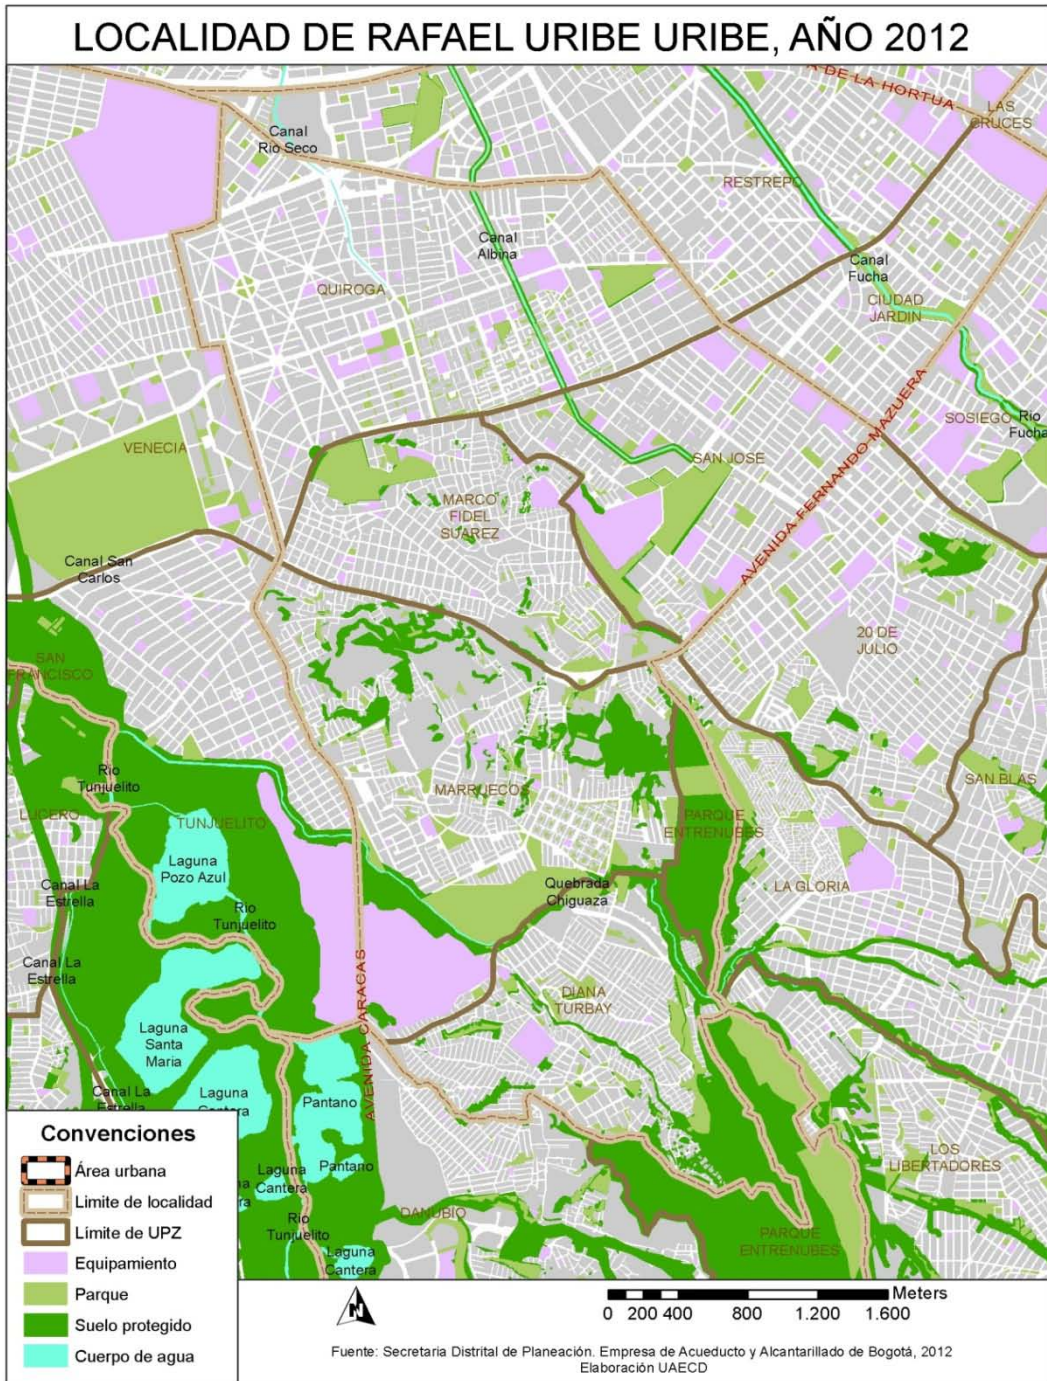 LOCALIDAD DE RAFAEL URIBE URIBE, AÑO 2012
A DE LA HORTUA
LAS
CRUCES
Canal
Rio Seco
RESTREPO
Canal
Albina
Canal
Fucha
QUIROGA
CIUDAD
JARDIN
AVENIDA FERNANDO MAZUERA
SOSIEGO
Río
Fucha
VENECIA
SAN JOSE
MARCO
FIDEL
SUAREZ
Canal San
Carlos
20 DE
JULIO
SAN
FRANCISCO
Rio
Tunjuelito
SAN BLAS
LUCERO
TUNJUELITO
MARRUECOS
PARQUE
ENTRENUBES
Laguna
Pozo Azul
Canal La
Estrella
Quebrada
Chiguaza
LA GLORIA
Rio
Tunjuelito
Canal La
Estrella
DIANA
TURBAY
AVENIDA CARACAS
Laguna
Santa
Maria
Canal La
Estrella
Laguna
Cantera
Pantano
LOS
LIBERTADORES
Pantano
Laguna
Cantera
DANUBIO
Rio
Tunjuelito
PARQUE
ENTRENUBES
Laguna
Cantera
Convenciones
Área urbana
Limite de localidad
Límite de UPZ
Equipamiento
Parque
Suelo protegido
Cuerpo de agua
N
Meters
0 200 400 800 1.200 1.600
Fuente: Secretaria Distrital de Planeación. Empresa de Acueducto y Alcantarillado de Bogotá, 2012
Elaboración UAECD